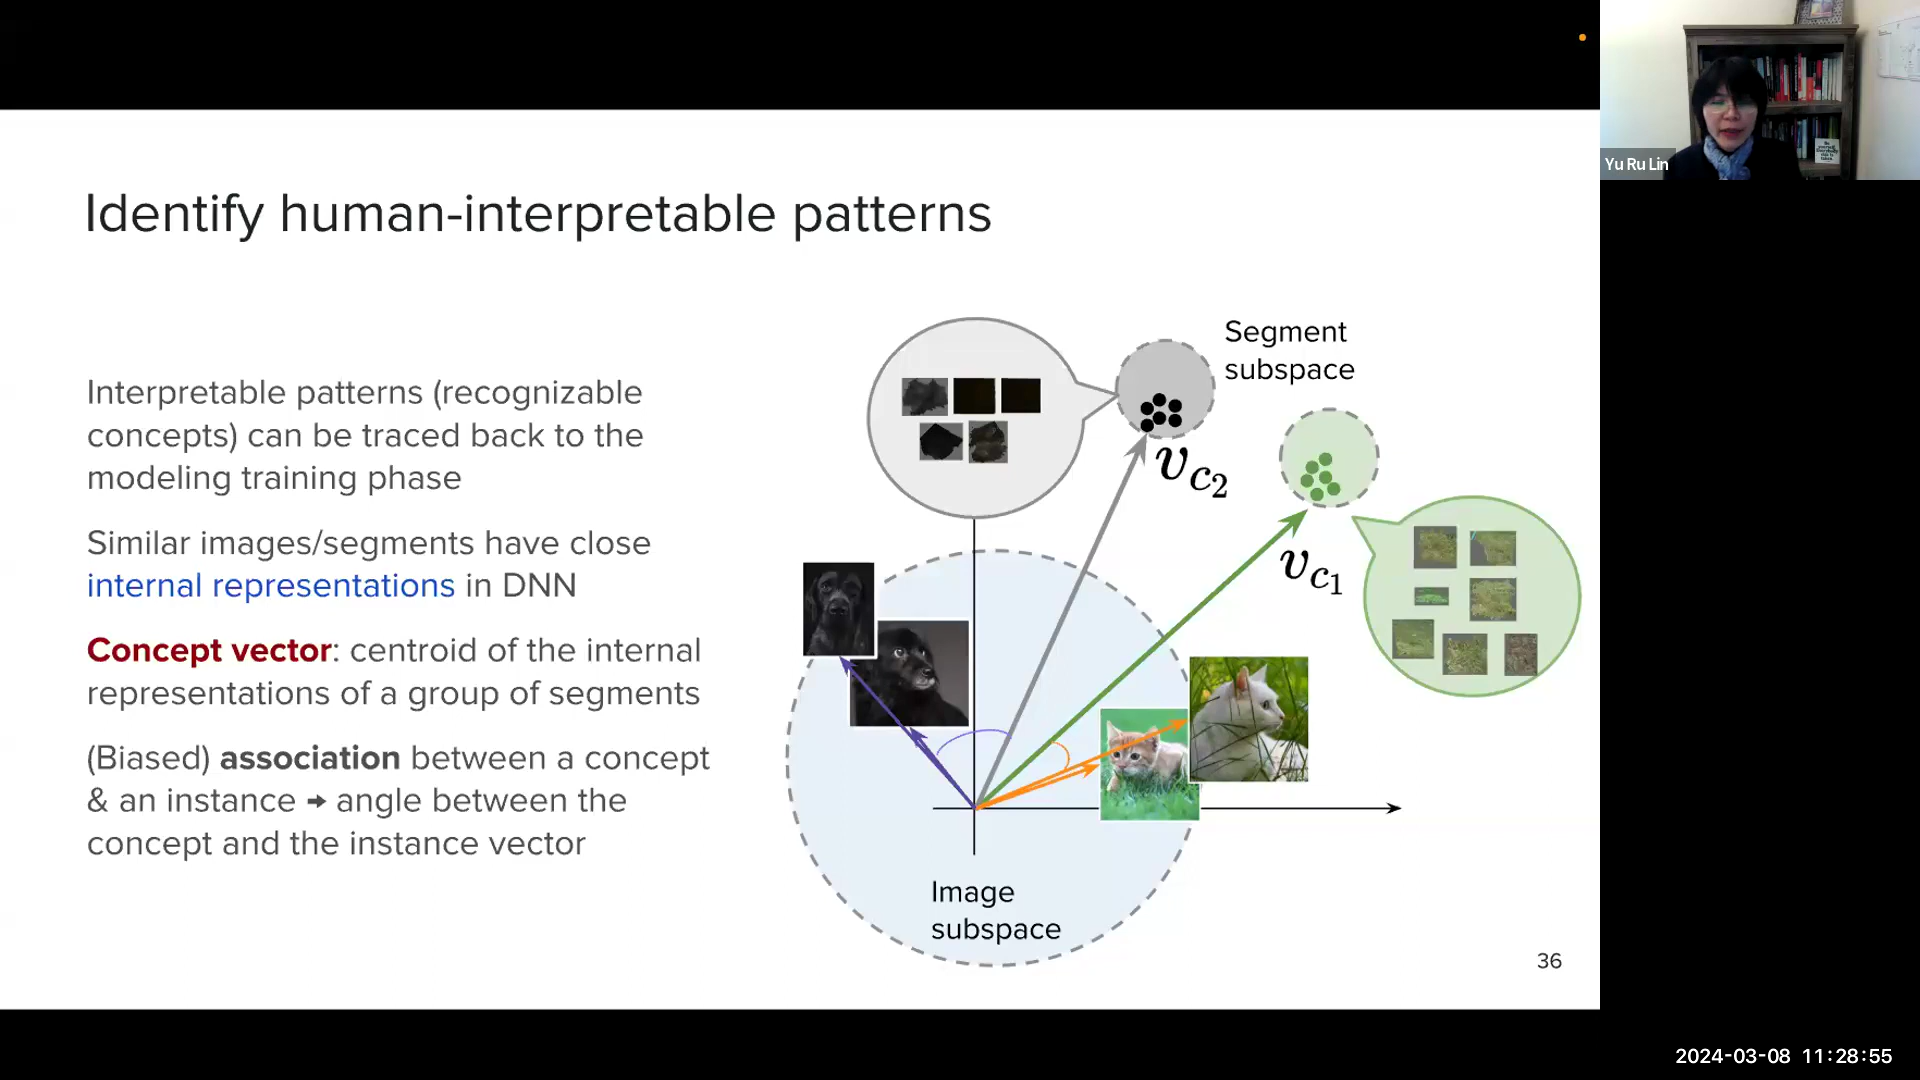 Yu Ru Lin
Identify human-interpretable patterns
Interpretable patterns (recognizable
concepts) can be traced back to the
modeling training phase
Similar images/segments have close
internal representations in DNN
Concept vector: centroid of the internal
representations of a group of segments
(Biased) association between a concept
& an instance → angle between the
concept and the instance vector
Segment
subspace
v_{c_2}
v_{c_1}
Image
subspace
36
2024-03-08 11:28:55